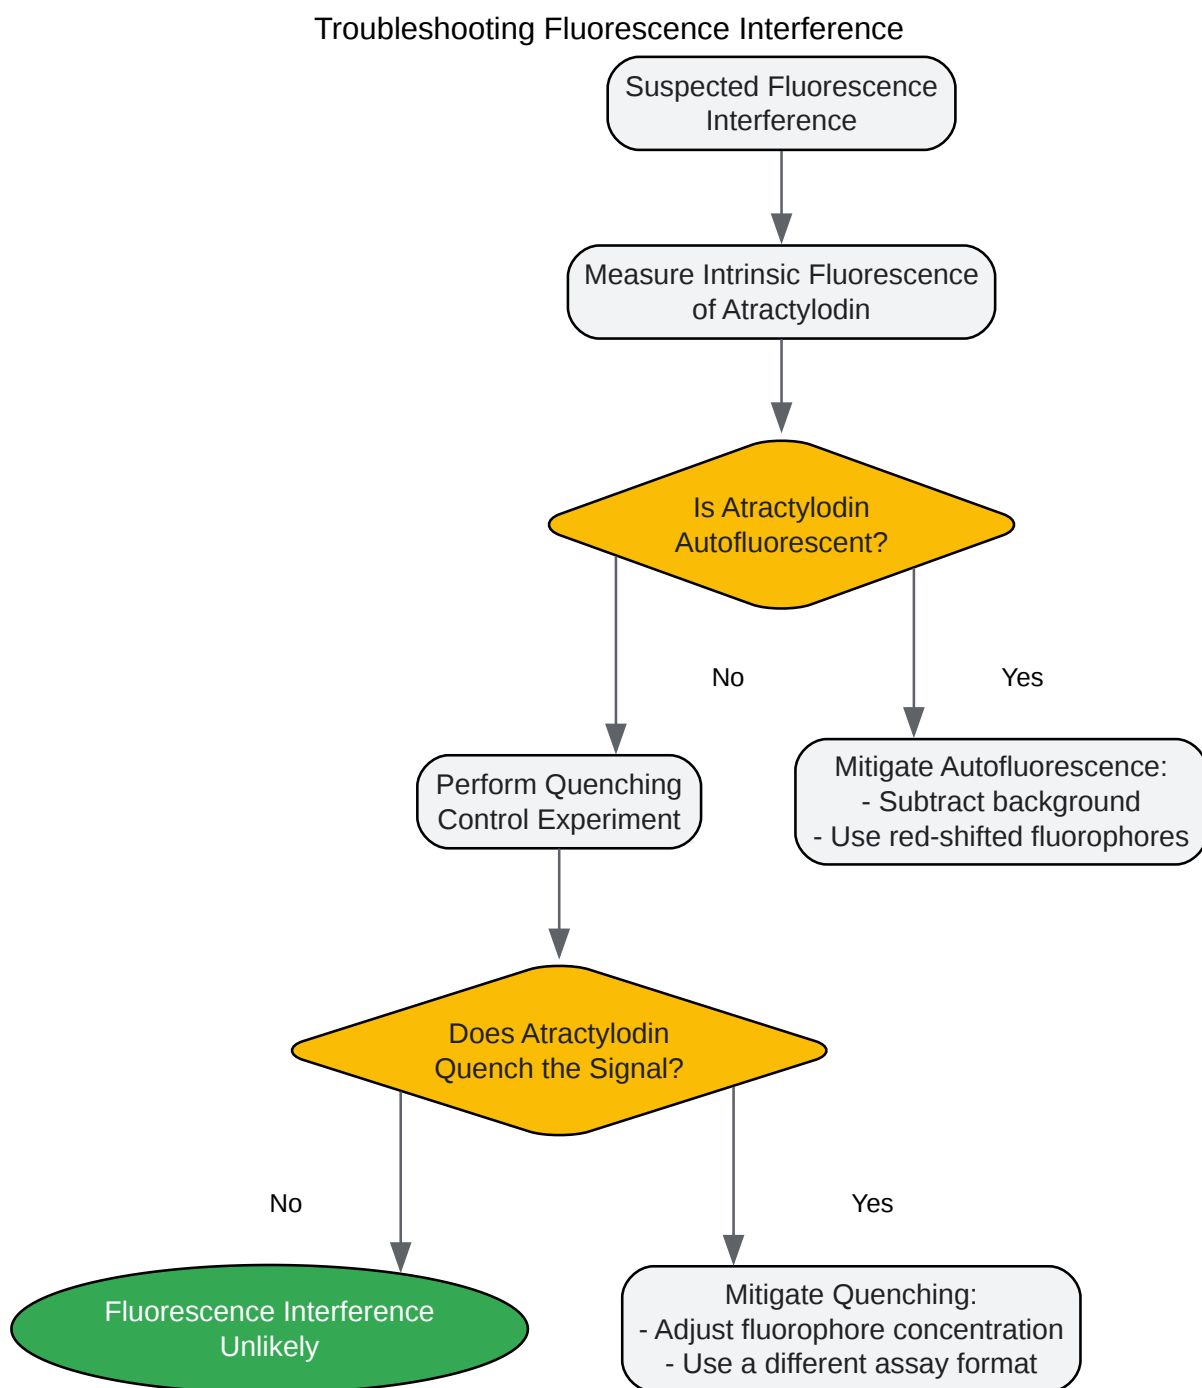 Troubleshooting Fluorescence Interference
Suspected Fluorescence
Interference
Measure Intrinsic Fluorescence
of Atractylodin
Is Atractylodin
Autofluorescent?
No
Yes
Perform Quenching
Control Experiment
Mitigate Autofluorescence:
- Subtract background
- Use red-shifted fluorophores
Does Atractylodin
Quench the Signal?
No
Yes
Fluorescence Interference
Unlikely
Mitigate Quenching:
- Adjust fluorophore concentration
- Use a different assay format